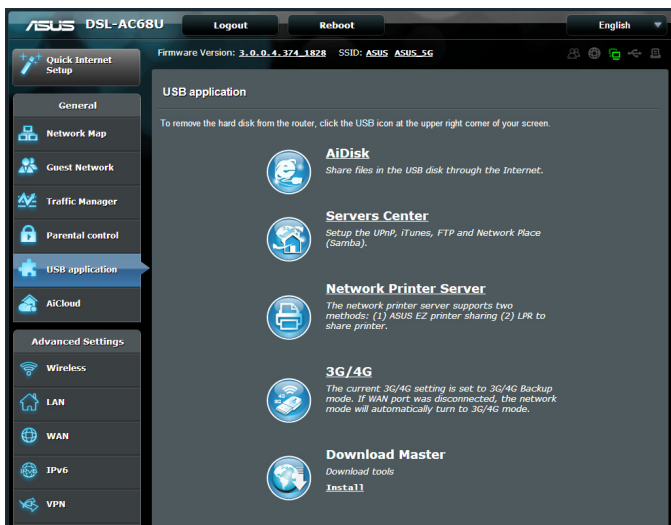 ASUS DSL-AC68U Logout Reboot English
Quick Internet
Setup
Firmware Version: 3.0.0.4.374_1828 SSID: ASUS ASUS_5G
General
Network Map
Guest Network
Traffic Manager
Parental control
USB application
AiCloud
Advanced Settings
Wireless
LAN
WAN
IPv6
VPN
USB application
To remove the hard disk from the router, click the USB icon at the upper right corner of your screen.
AiDisk
Share files in the USB disk through the Internet.
Servers Center
Setup the UPnP, iTunes, FTP and Network Place
(Samba).
Network Printer Server
The network printer server supports two
methods: (1) ASUS EZ printer sharing (2) LPR to
share printer.
3G/4G
The current 3G/4G setting is set to 3G/4G Backup
mode. If WAN port was disconnected, the network
mode will automatically turn to 3G/4G mode.
Download Master
Download tools
Install